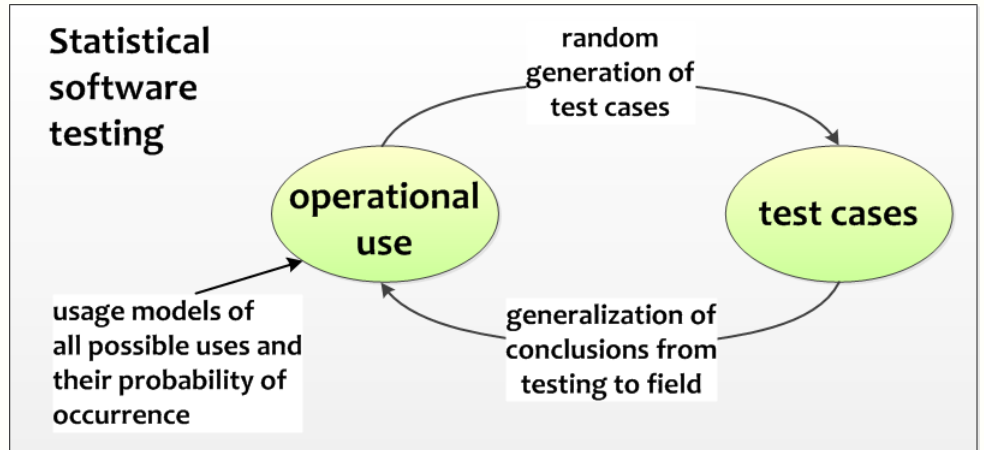 Statistical
software
testing
random
generation of
test cases
operational
use
test cases
usage models of
all possible uses and
their probability of
occurrence
generalization of
conclusions from
testing to field